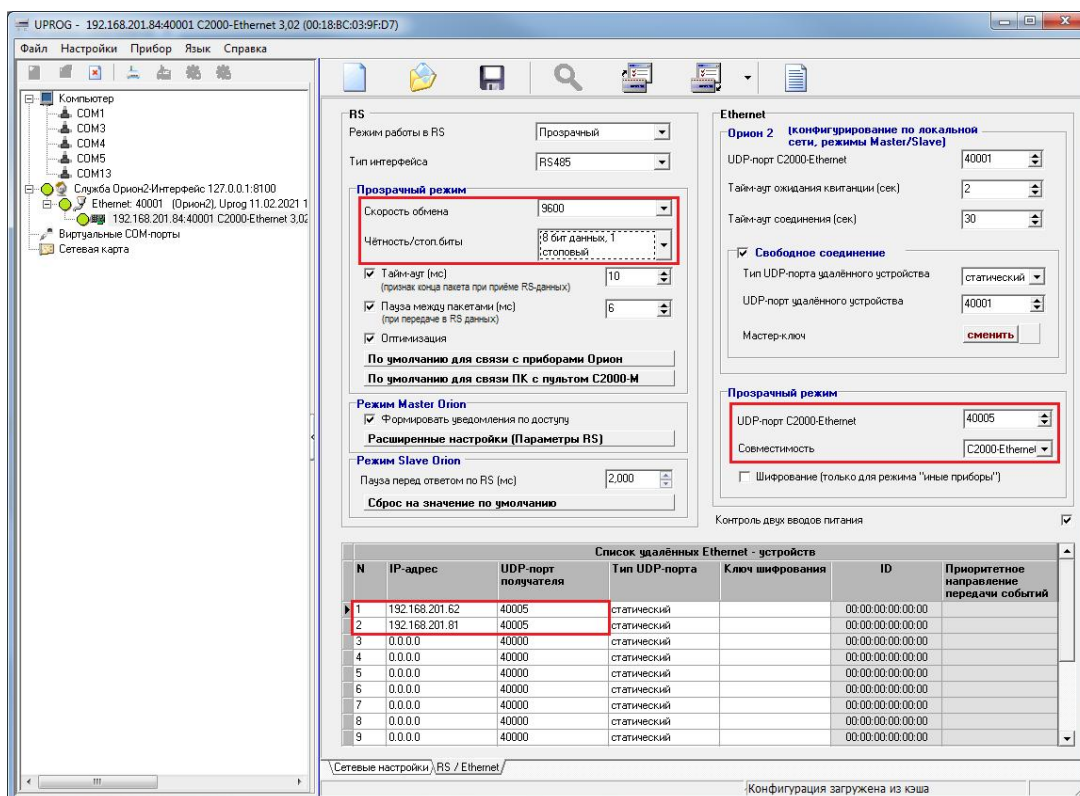 UPROG - 192.168.201.84:40001 C2000-Ethernet 3,02 (00:18:BC:03:9F:D7)
Файл Настройки Прибор Язык Справка
Компьютер
COM1
COM3
COM4
COM5
COM13
Служба Орион2-Интерфейс 127.0.0.1:8100
Ethernet: 40001 (Орион2), Uprog 11.02.2021 1
192.168.201.84:40001 C2000-Ethernet 3,02
Виртуальные COM-порты
Сетевая карта
RS
Режим работы в RS Прозрачный
Тип интерфейса RS485
Прозрачный режим
Скорость обмена 9600
Чётность/стоп.биты 8 бит данных, 1
стоповый
Тайм-аут (мс) 10
(признак конца пакета при приёме RS-данных)
Пауза между пакетами (мс) 6
(при передаче в RS данных)
Оптимизация
По умолчанию для связи с приборами Орион
По умолчанию для связи ПК с пультом С2000-М
Режим Master Orion
Формировать уведомления по доступу
Расширенные настройки (Параметры RS)
Режим Slave Orion
Пауза перед ответом по RS (мс) 2,000
Сброс на значение по умолчанию
Ethernet
Орион 2 (конфигурирование по локальной
сети, режимы Master/Slave)
UDP-порт C2000-Ethernet 40001
Тайм-аут ожидания квитанции (сек) 2
Тайм-аут соединения (сек) 30
Свободное соединение
Тип UDP-порта удалённого устройства статический
UDP-порт удалённого устройства 40001
Мастер-ключ сменить
Прозрачный режим
UDP-порт C2000-Ethernet 40005
Совместимость C2000-Ethernet
Шифрование (только для режима "иные приборы")
Контроль двух вводов питания
Список удалённых Ethernet - устройств
N IP-адрес UDP-порт Тип UDP-порта Ключ шифрования ID Приоритетное
получателя направление
передачи событий
1 192.168.201.62 40005 статический 00:00:00:00:00:00
2 192.168.201.81 40005 статический 00:00:00:00:00:00
3 0.0.0.0 40000 статический 00:00:00:00:00:00
4 0.0.0.0 40000 статический 00:00:00:00:00:00
5 0.0.0.0 40000 статический 00:00:00:00:00:00
6 0.0.0.0 40000 статический 00:00:00:00:00:00
7 0.0.0.0 40000 статический 00:00:00:00:00:00
8 0.0.0.0 40000 статический 00:00:00:00:00:00
9 0.0.0.0 40000 статический 00:00:00:00:00:00
Сетевые настройки RS / Ethernet
Конфигурация загружена из кэша